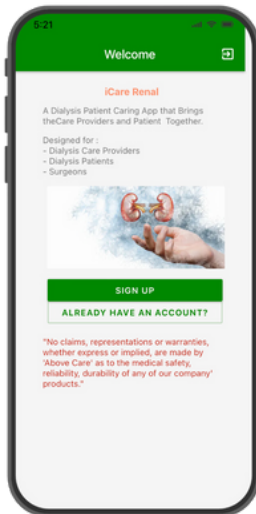 5:21
Welcome
iCare Renal
A Dialysis Patient Caring App that Brings
theCare Providers and Patient  Together.
Designed for :
- Dialysis Care Providers
- Dialysis Patients
- Surgeons
SIGN UP
ALREADY HAVE AN ACCOUNT?
"No claims, representations or warranties,
whether express or implied, are made by
'Above Care' as to the medical safety,
reliability, durability of any of our company'
products."